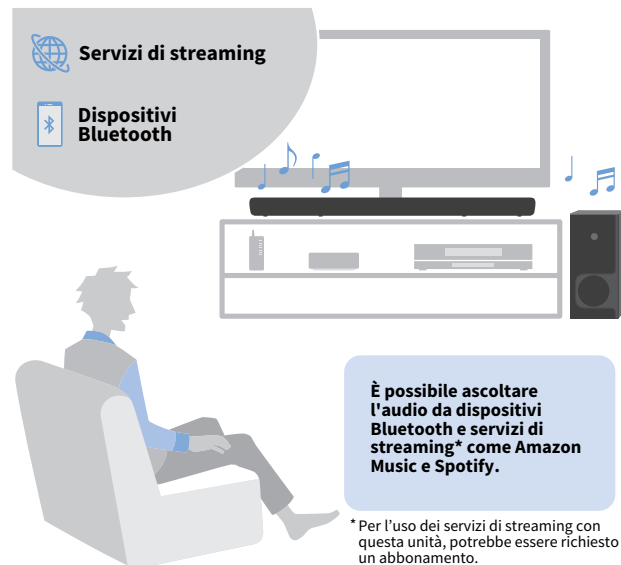 Servizi di streaming
Dispositivi
Bluetooth
È possibile ascoltare
l'audio da dispositivi
Bluetooth e servizi di
streaming* come Amazon
Music e Spotify.
* Per l’uso dei servizi di streaming con
questa unità, potrebbe essere richiesto
un abbonamento.